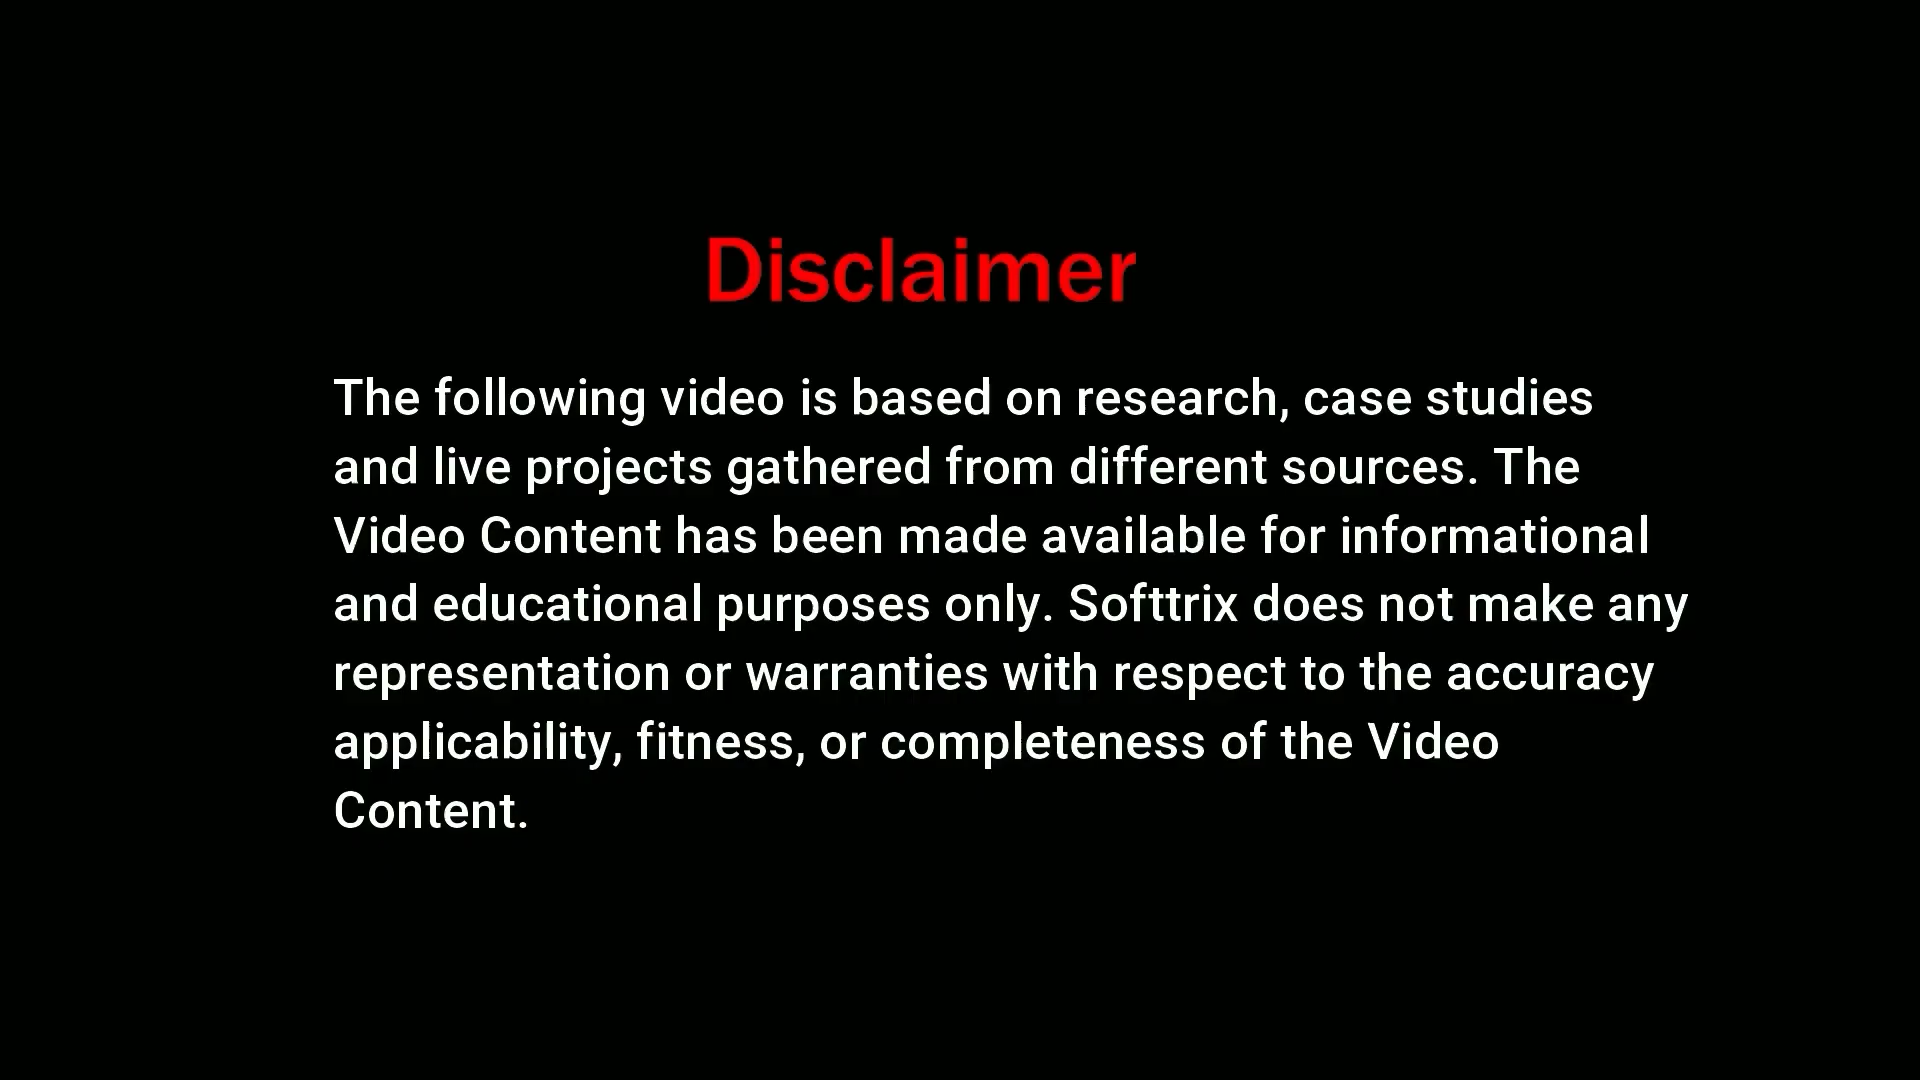 Disclaimer
The following video is based on research, case studies
and live projects gathered from different sources. The
Video Content has been made available for informational
and educational purposes only. Softtrix does not make any
representation or warranties with respect to the accuracy
applicability, fitness, or completeness of the Video
Content.